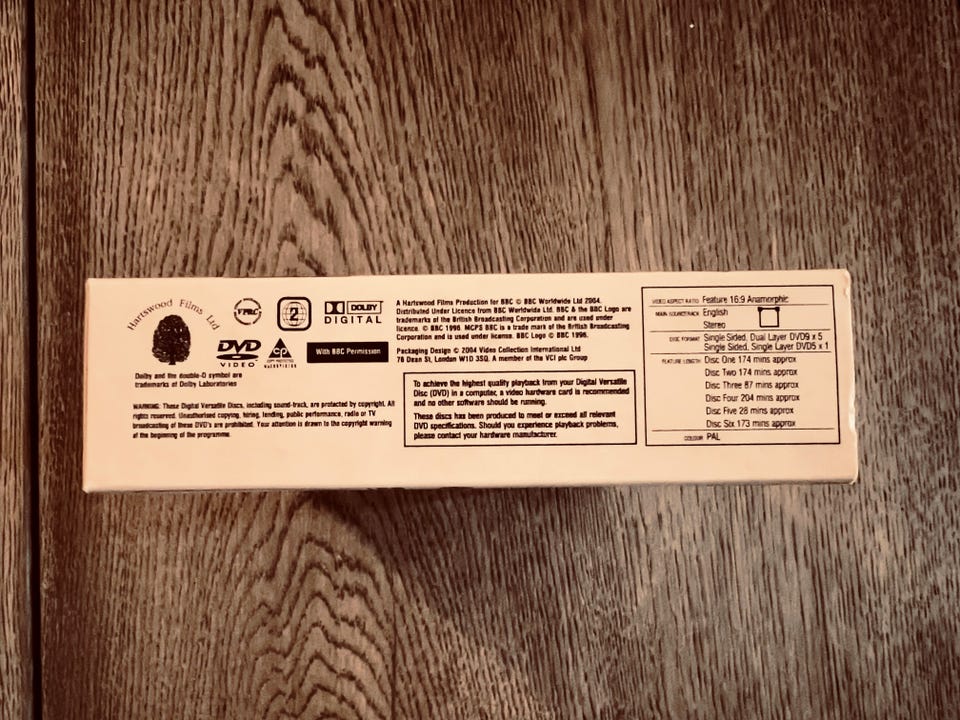 Hartswood Films Ltd
2
DOLBY
DIGITAL
DVD
VIDEO
cp
With BBC Permission
Dolby and the double-D symbol are
trademarks of Dolby Laboratories
WARNING: These Digital Versatile Discs, including sound-track, are protected by copyright. All
rights reserved. Unauthorised copying, hiring, lending, public performance, radio or TV
broadcasting of these DVD's are prohibited. Your attention is drawn to the copyright warning
at the beginning of the programme.
A Hartswood Films Production for BBC © BBC Worldwide Ltd 2004.
Distributed Under Licence from BBC Worldwide Ltd. BBC & the BBC Logo are
trademarks of the British Broadcasting Corporation and are used under
licence. © BBC 1996. MCPS BBC is a trade mark of the British Broadcasting
Corporation and is used under license. BBC Logo © BBC 1996.
Packaging Design © 2004 Video Collection International Ltd
76 Dean St, London W1D 3SQ. A member of the VCI plc Group
To achieve the highest quality playback from your Digital Versatile
Disc (DVD) in a computer, a video hardware card is recommended
and no other software should be running.
These discs has been produced to meet or exceed all relevant
DVD specifications. Should you experience playback problems,
please contact your hardware manufacturer.
VIDEO ASPECT RATIO Feature 16:9 Anamorphic
MAIN SOUNDTRACK English
Stereo
DISC FORMAT Single Sided, Dual Layer DVD9 x 5
Single Sided, Single Layer DVD5 x 1
FEATURE LENGTH Disc One 174 mins approx
Disc Two 174 mins approx
Disc Three 87 mins approx
Disc Four 204 mins approx
Disc Five 28 mins approx
Disc Six 173 mins approx
COLOUR PAL